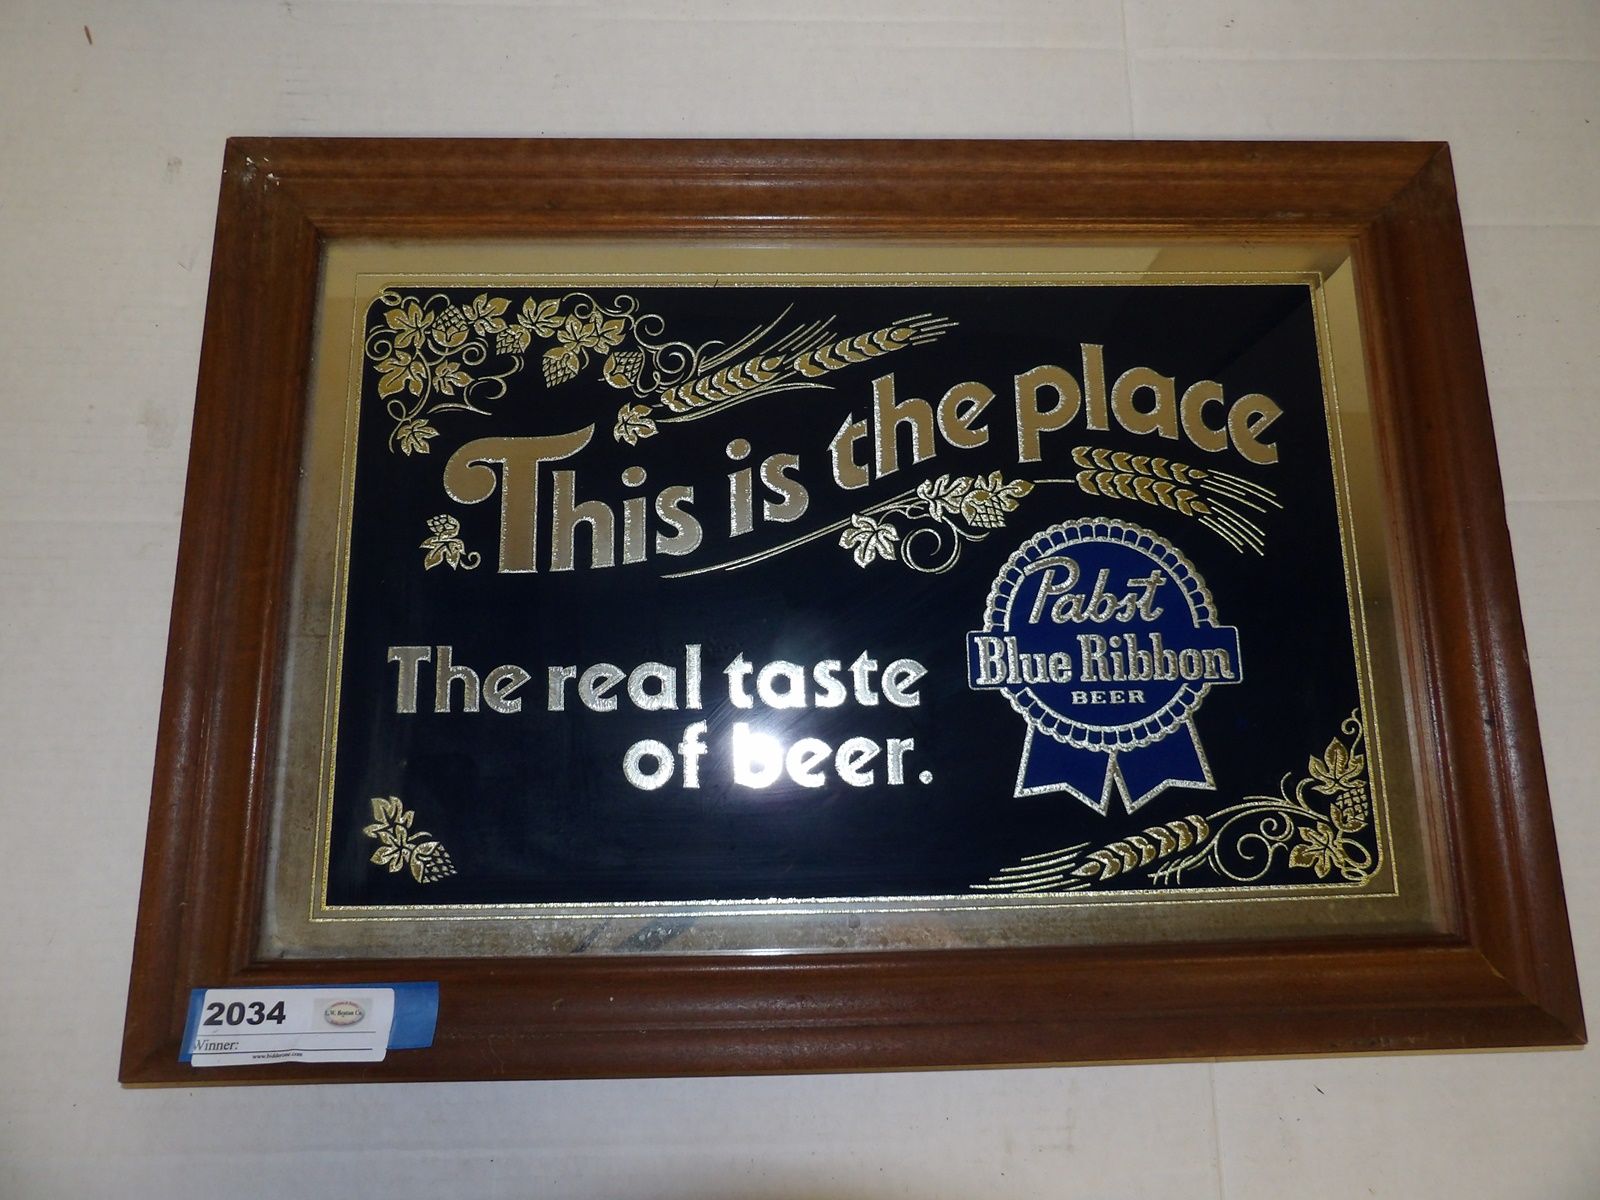 This is the place
The real taste
of beer.
Pabst
Blue Ribbon
BEER
2034
Winner: